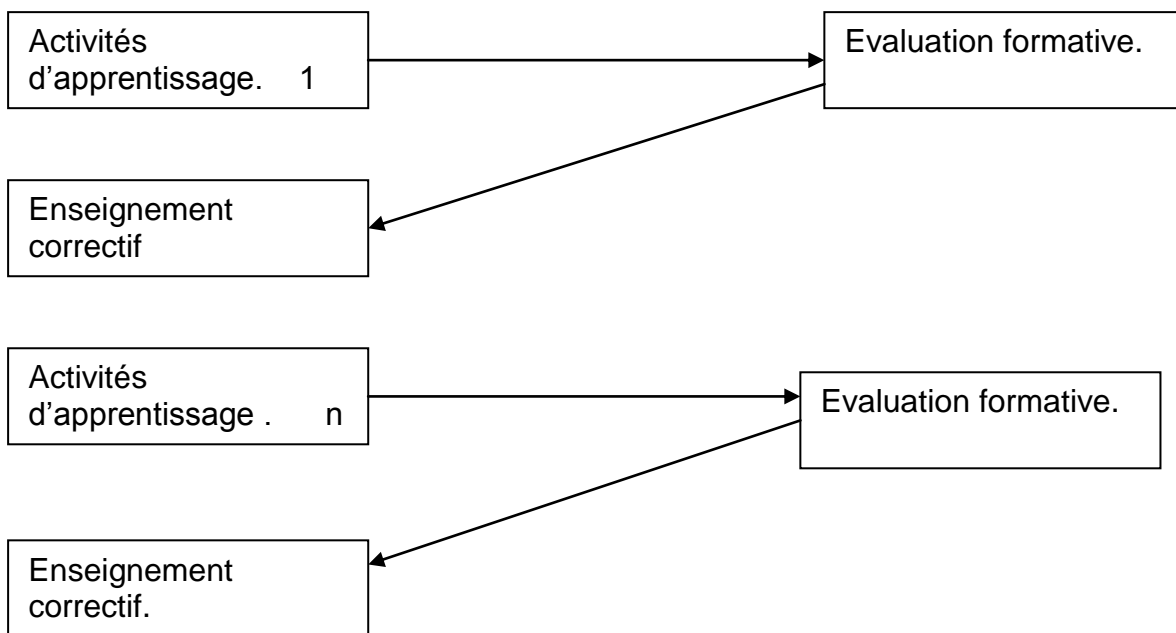 Activités
d’apprentissage. 1
Evaluation formative.
Enseignement
correctif
Activités
d’apprentissage . n
Evaluation formative.
Enseignement
correctif.